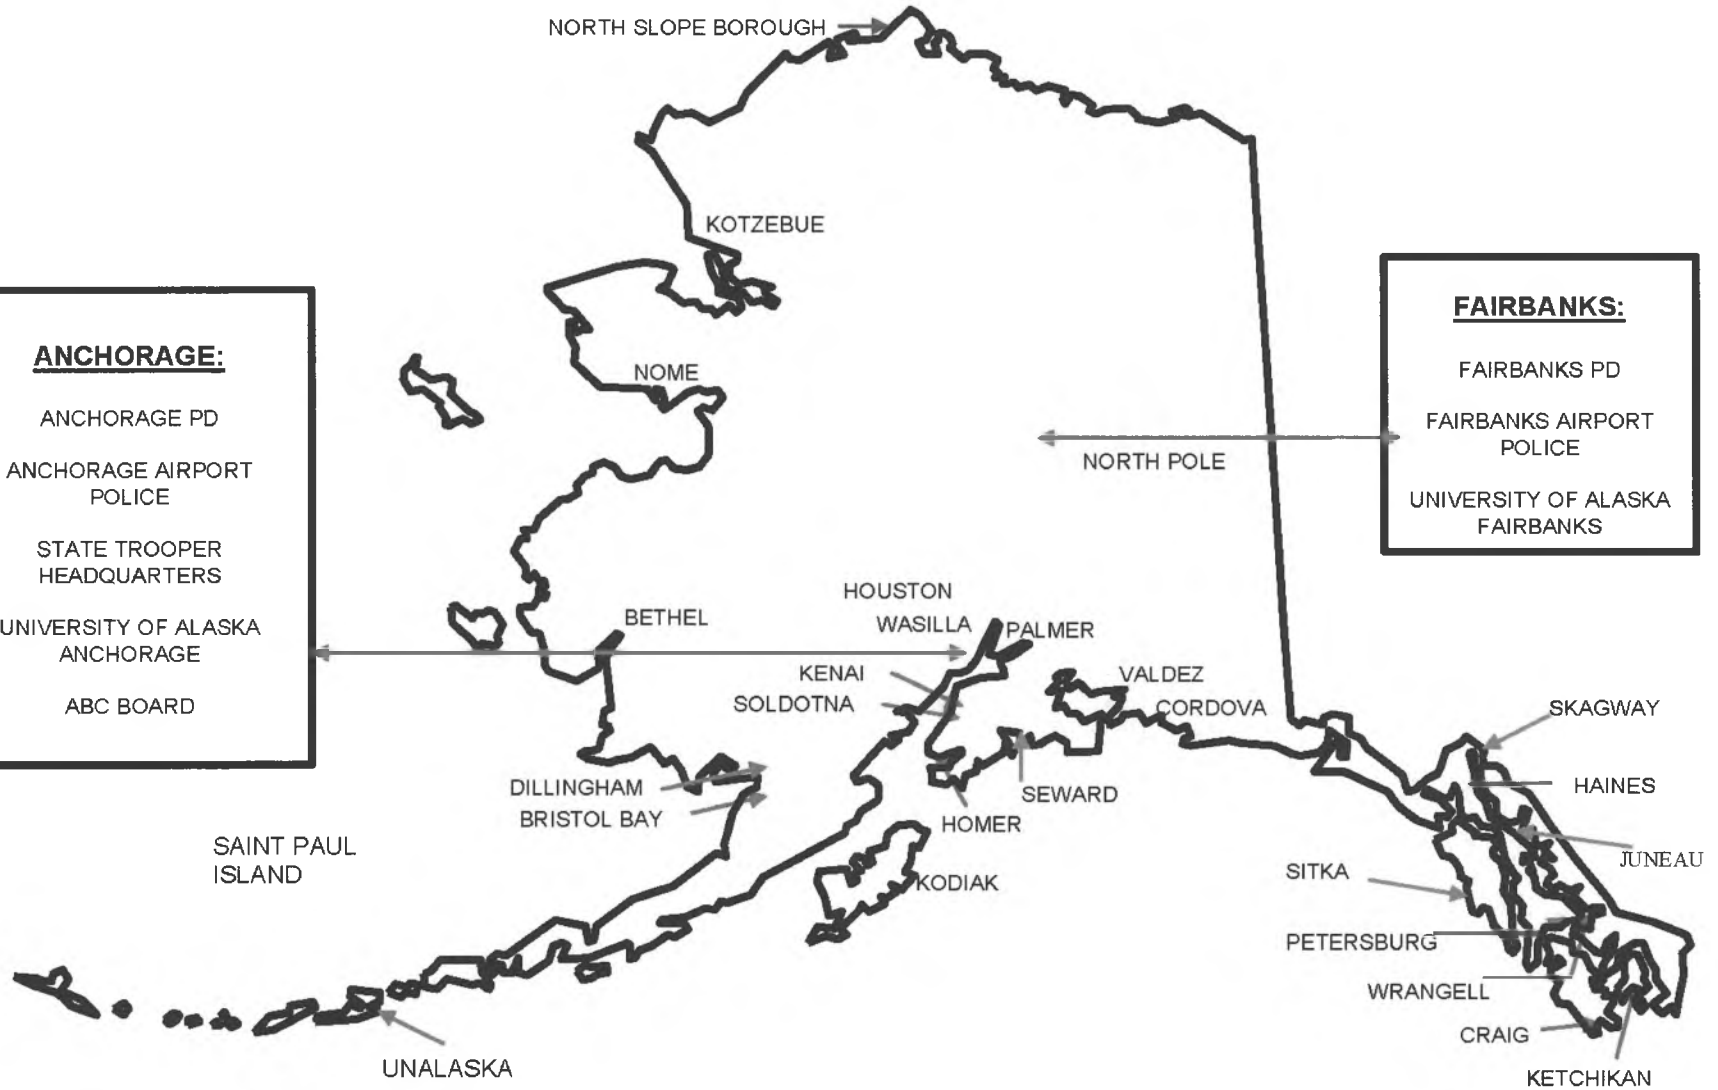 NORTH SLOPE BOROUGH
KOTZEBUE
NOME
ANCHORAGE:
ANCHORAGE PD
ANCHORAGE AIRPORT
POLICE
STATE TROOPER
HEADQUARTERS
UNIVERSITY OF ALASKA
ANCHORAGE
ABC BOARD
FAIRBANKS:
FAIRBANKS PD
FAIRBANKS AIRPORT
POLICE
UNIVERSITY OF ALASKA
FAIRBANKS
NORTH POLE
BETHEL
HOUSTON
WASILLA
PALMER
KENAI
SOLDOTNA
VALDEZ
CORDOVA
DILLINGHAM
BRISTOL BAY
SEWARD
HOMER
KODIAK
SAINT PAUL
ISLAND
UNALASKA
SKAGWAY
HAINES
JUNEAU
SITKA
PETERSBURG
WRANGELL
CRAIG
KETCHIKAN